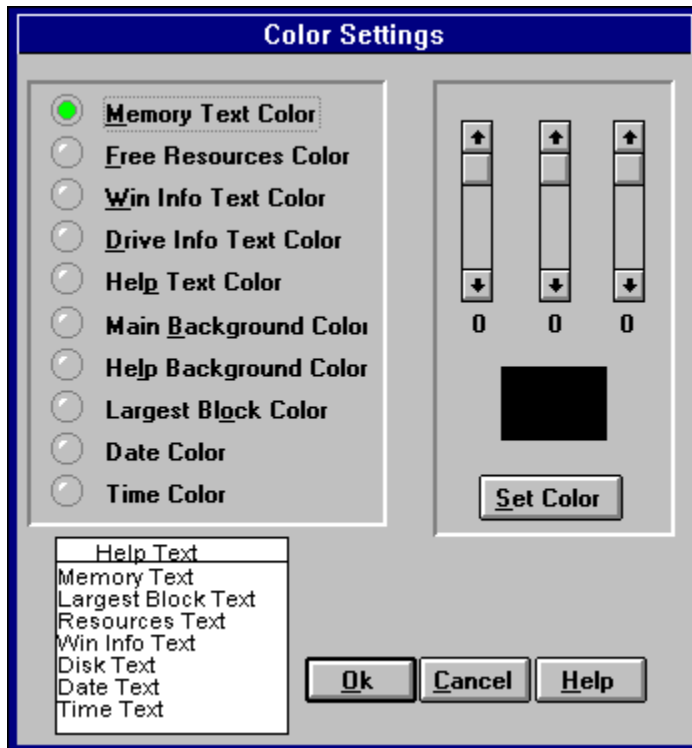 Color Settings
Memory Text Color
Free Resources Color
Win Info Text Color
Drive Info Text Color
Help Text Color
Main Background Color
Help Background Color
Largest Block Color
Date Color
Time Color
0 0 0
Set Color
Help Text
Memory Text
Largest Block Text
Resources Text
Win Info Text
Disk Text
Date Text
Time Text
Ok Cancel Help